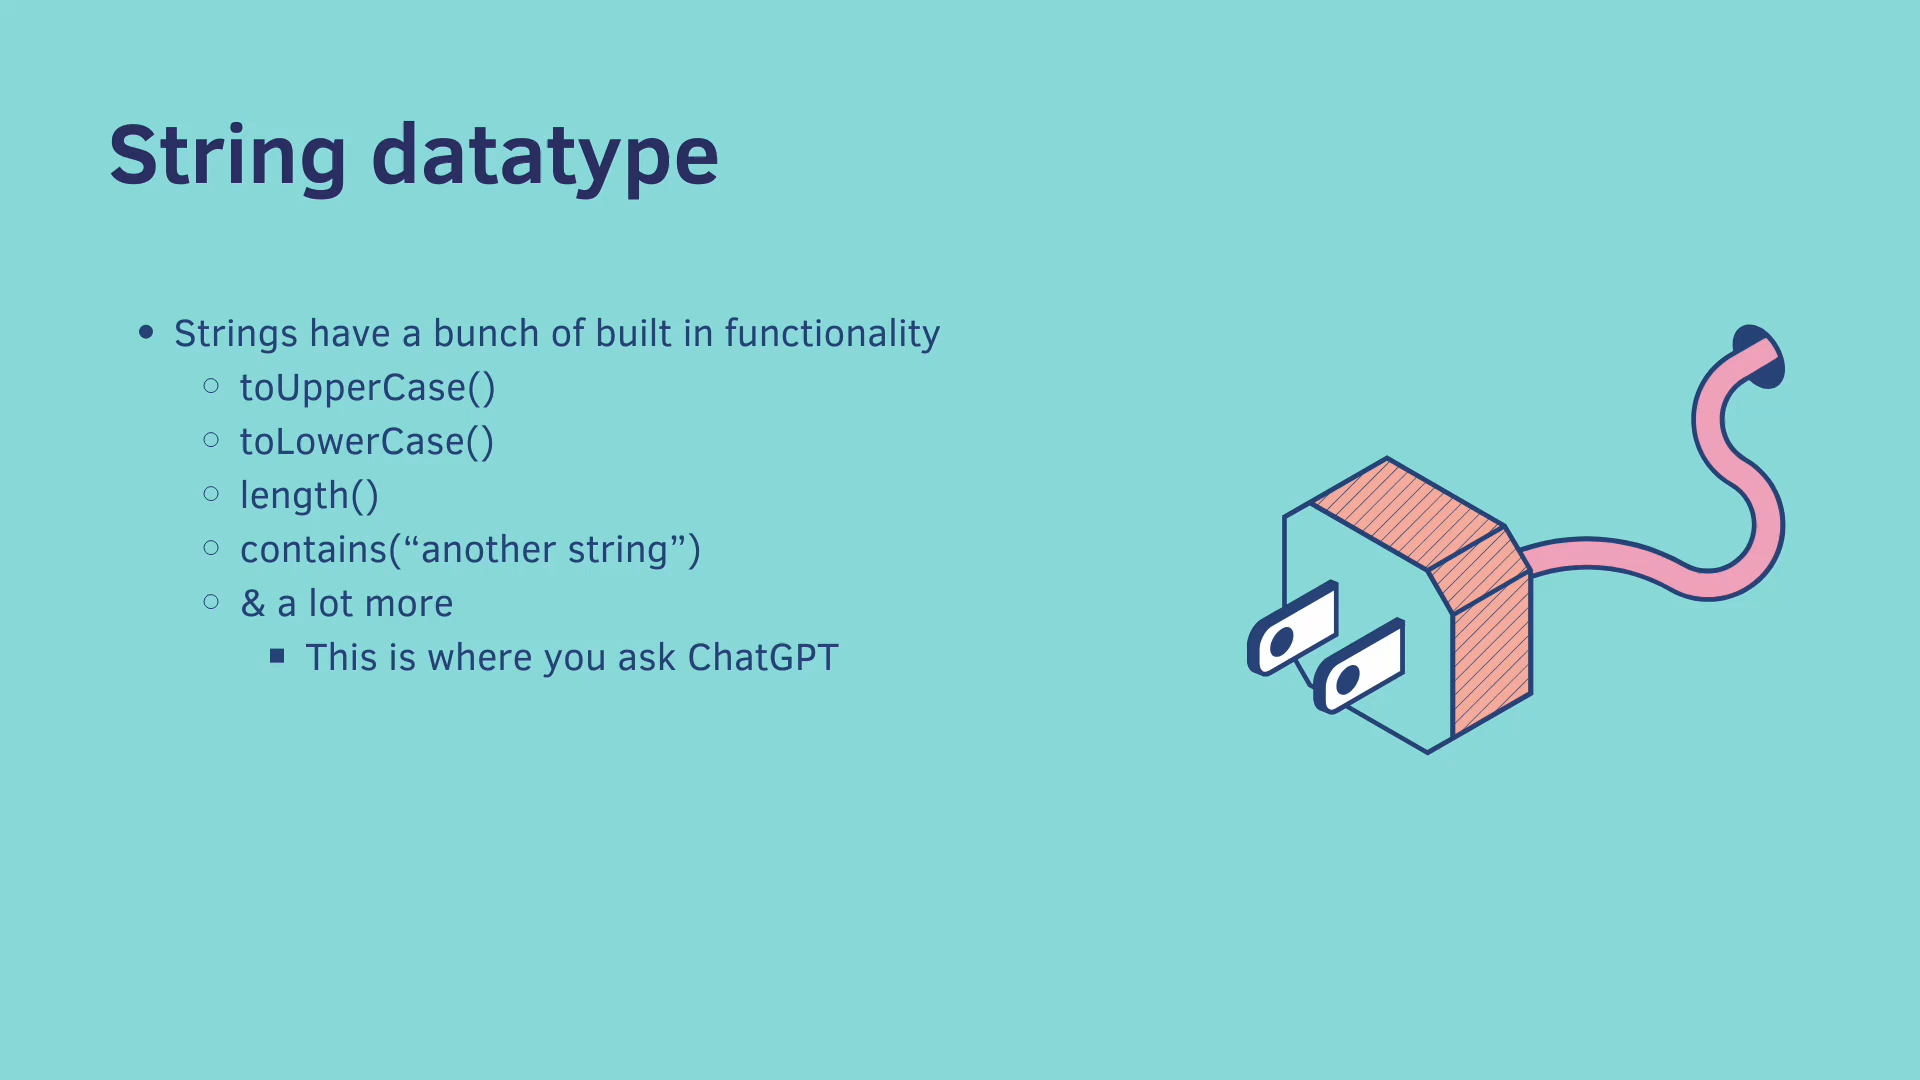 String datatype
Strings have a bunch of built in functionality
toUpperCase()
toLowerCase()
length()
contains(“another string”)
& a lot more
This is where you ask ChatGPT